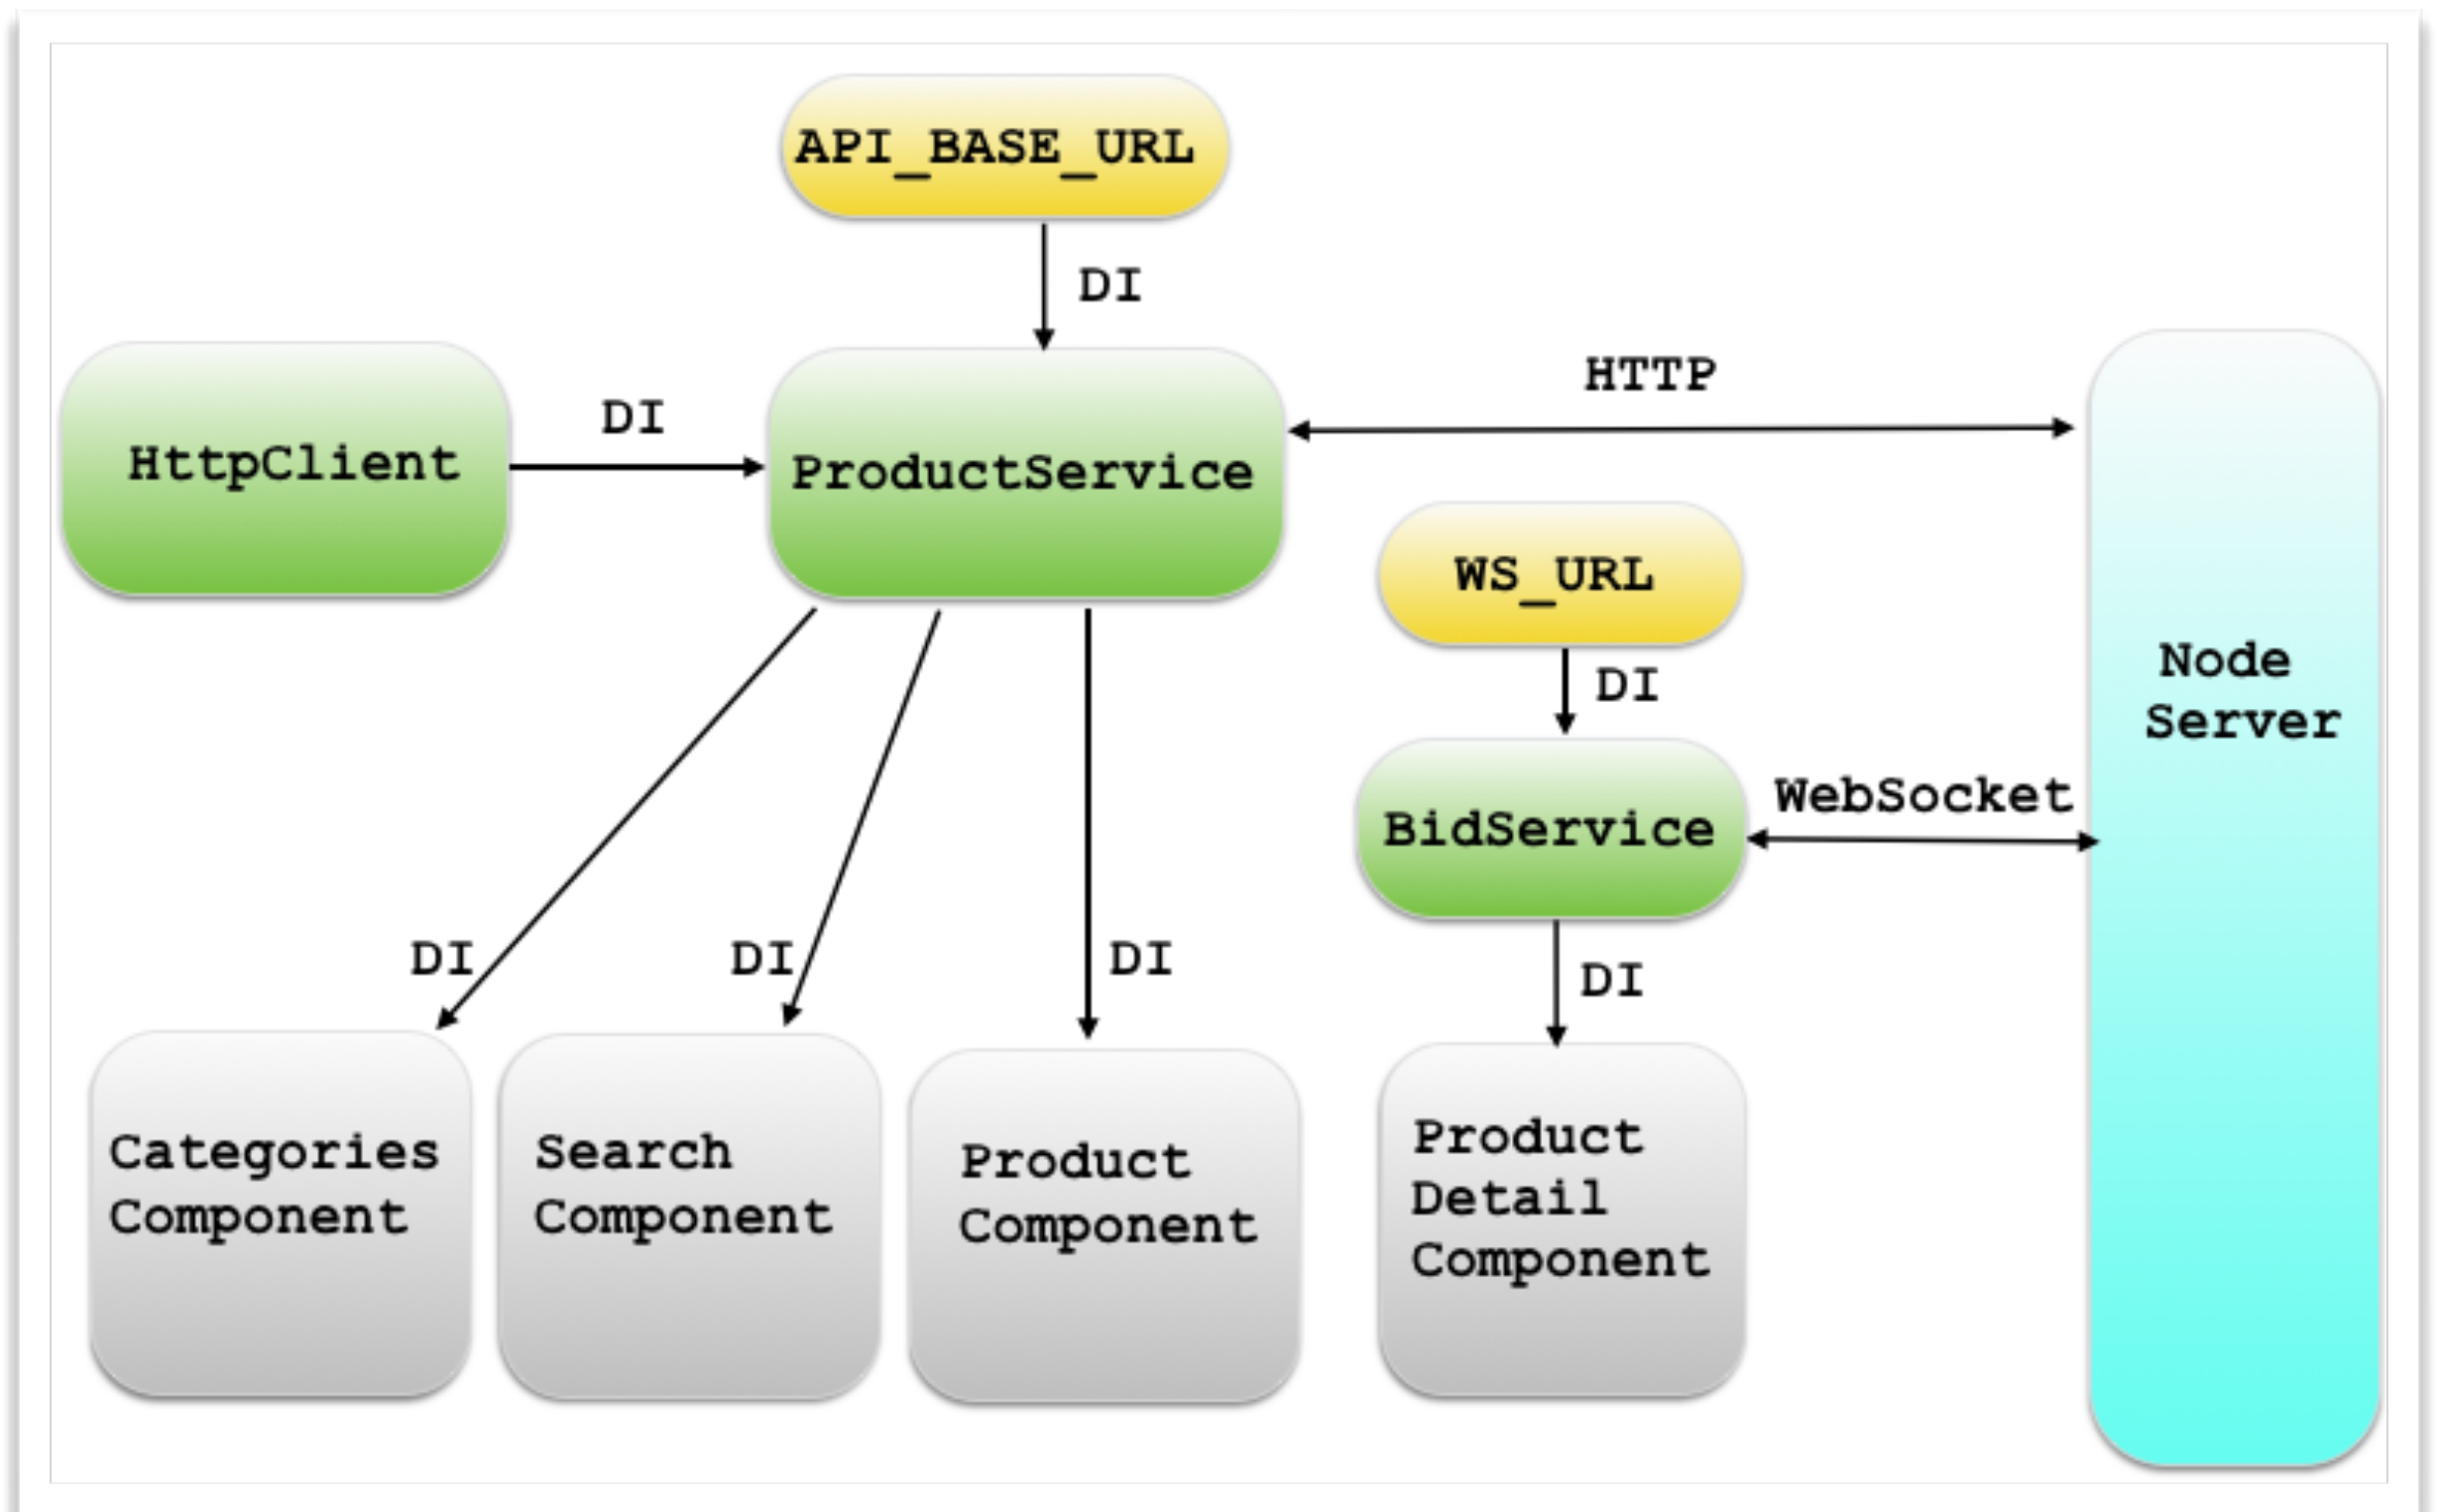 API_BASE_URL
DI
HttpClient
DI
ProductService
HTTP
WS_URL
DI
Node
Server
BidService
WebSocket
DI
DI
DI
DI
Categories
Component
Search
Component
Product
Component
Product
Detail
Component